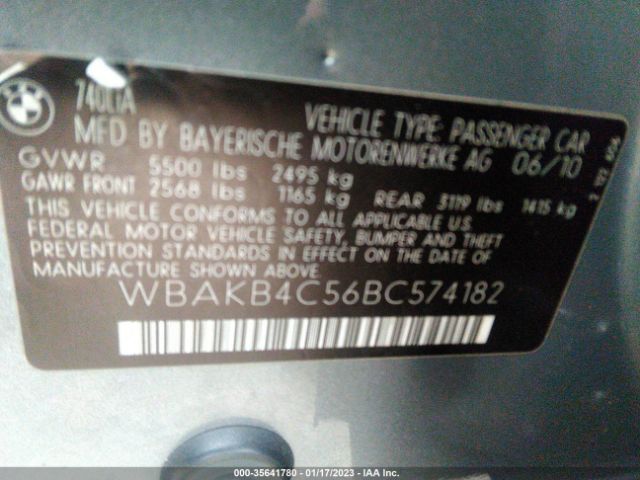 BMW
740LiA
VEHICLE TYPE: PASSENGER CAR
MFD BY BAYERISCHE MOTORENWERKE AG 06/10
GVWR 5500 lbs 2495 kg
GAWR FRONT 2568 lbs 1165 kg REAR 3119 lbs 1415 kg
THIS VEHICLE CONFORMS TO ALL APPLICABLE U.S.
FEDERAL MOTOR VEHICLE SAFETY, BUMPER AND THEFT
PREVENTION STANDARDS IN EFFECT ON THE DATE OF
MANUFACTURE SHOWN ABOVE.
WBAKB4C56BC574182
000-35641780 - 01/17/2023 - IAA Inc.